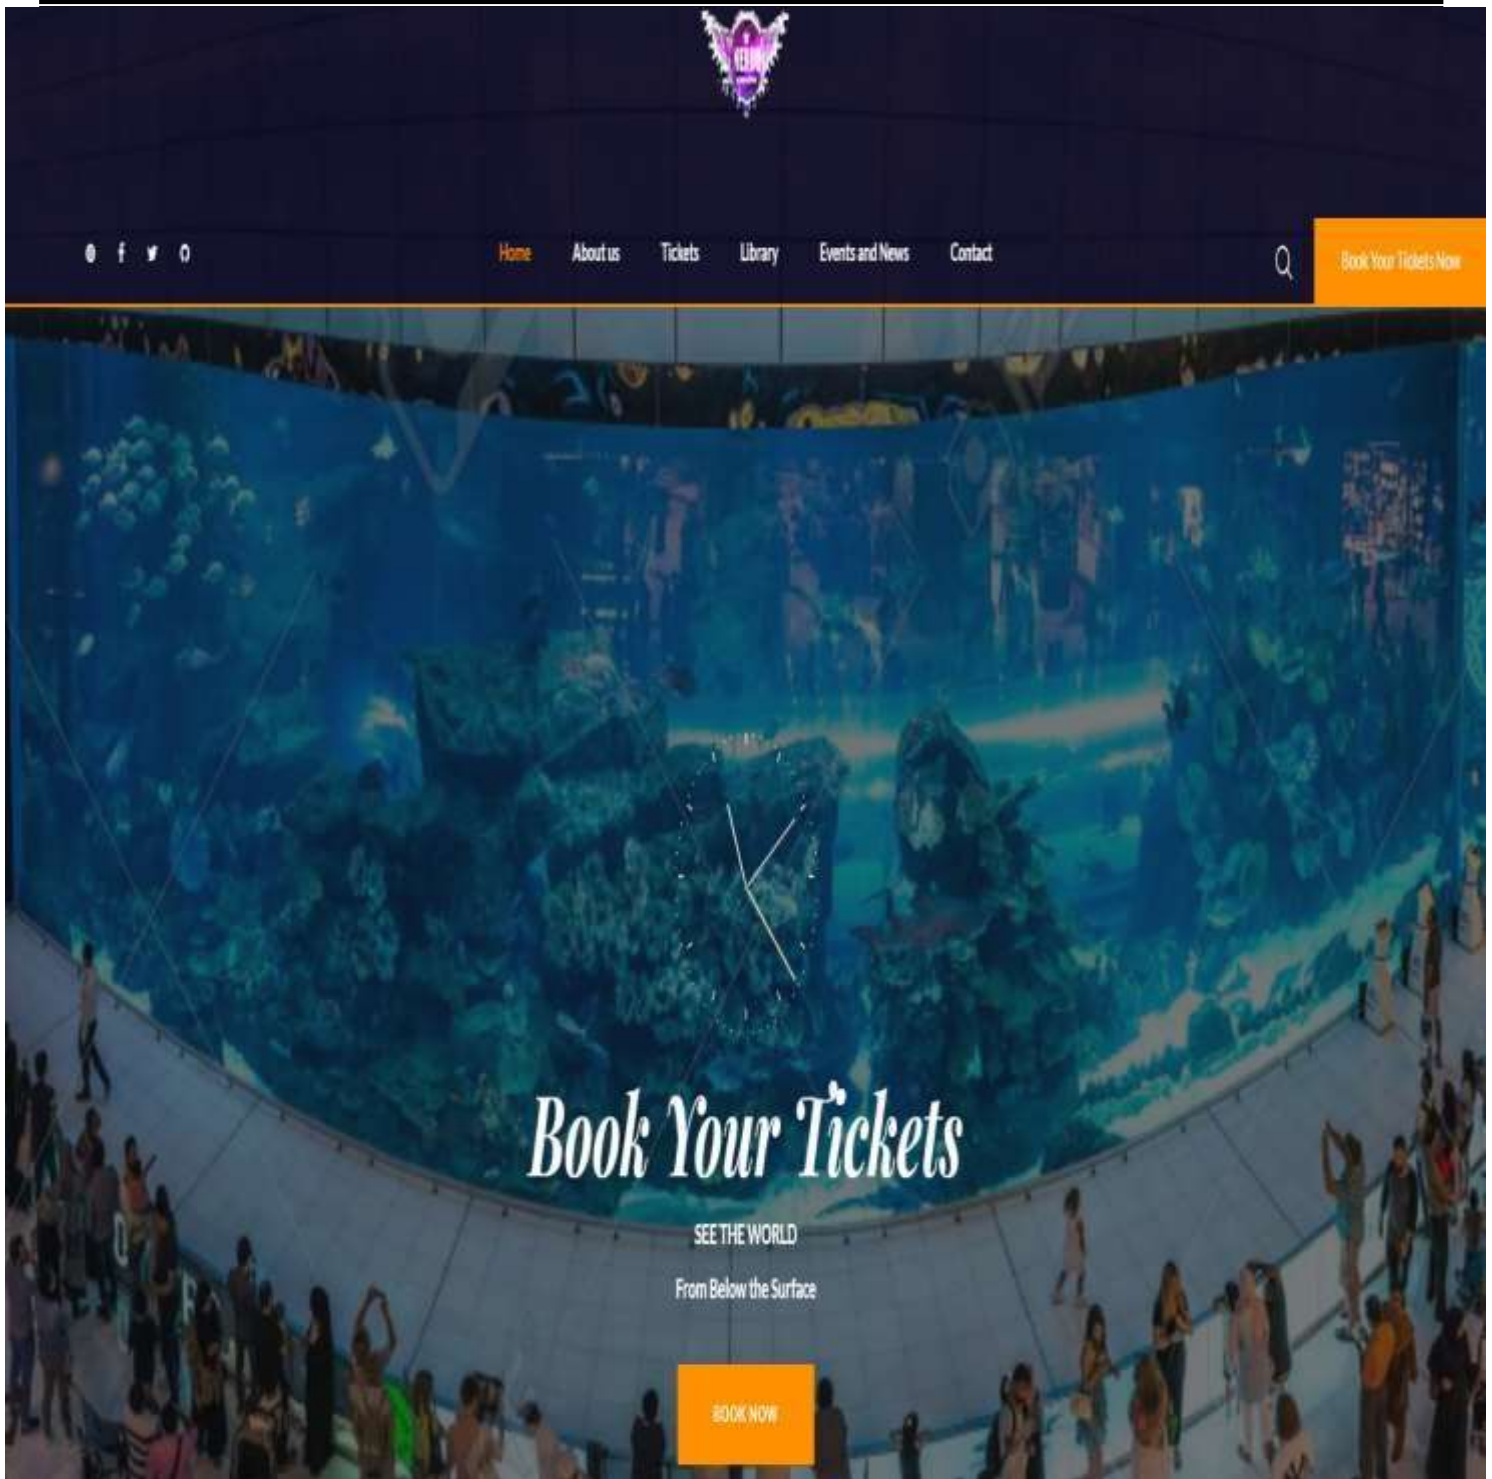 Home About us Tickets Library Events and News Contact Book Your Tickets Now
Book Your Tickets
SEE THE WORLD
From Below the Surface
BOOK NOW